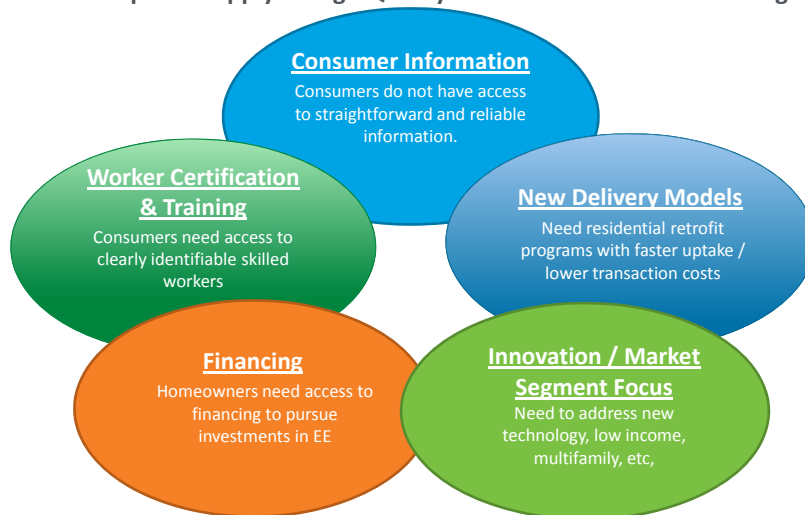 Consumer Information
Consumers do not have access
to straightforward and reliable
information.
Worker Certification
& Training
Consumers need access to
clearly identifiable skilled
workers
New Delivery Models
Need residential retrofit
programs with faster uptake /
lower transaction costs
Financing
Homeowners need access to
financing to pursue
investments in EE
Innovation / Market
Segment Focus
Need to address new
technology, low income,
multifamily, etc,